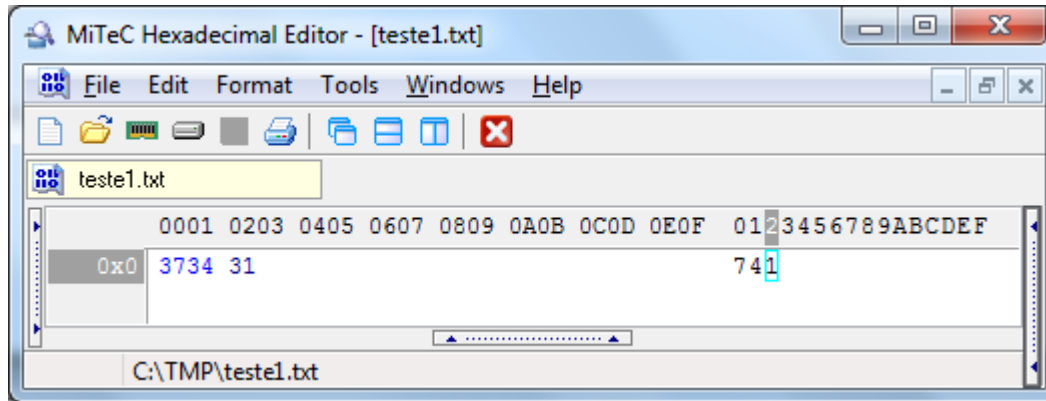 MiTeC Hexadecimal Editor - [teste1.txt]
File Edit Format Tools Windows Help
teste1.txt
0001 0203 0405 0607 0809 0A0B 0C0D 0E0F 0123456789ABCDEF
0x0 3734 31 741
C:\TMP\teste1.txt